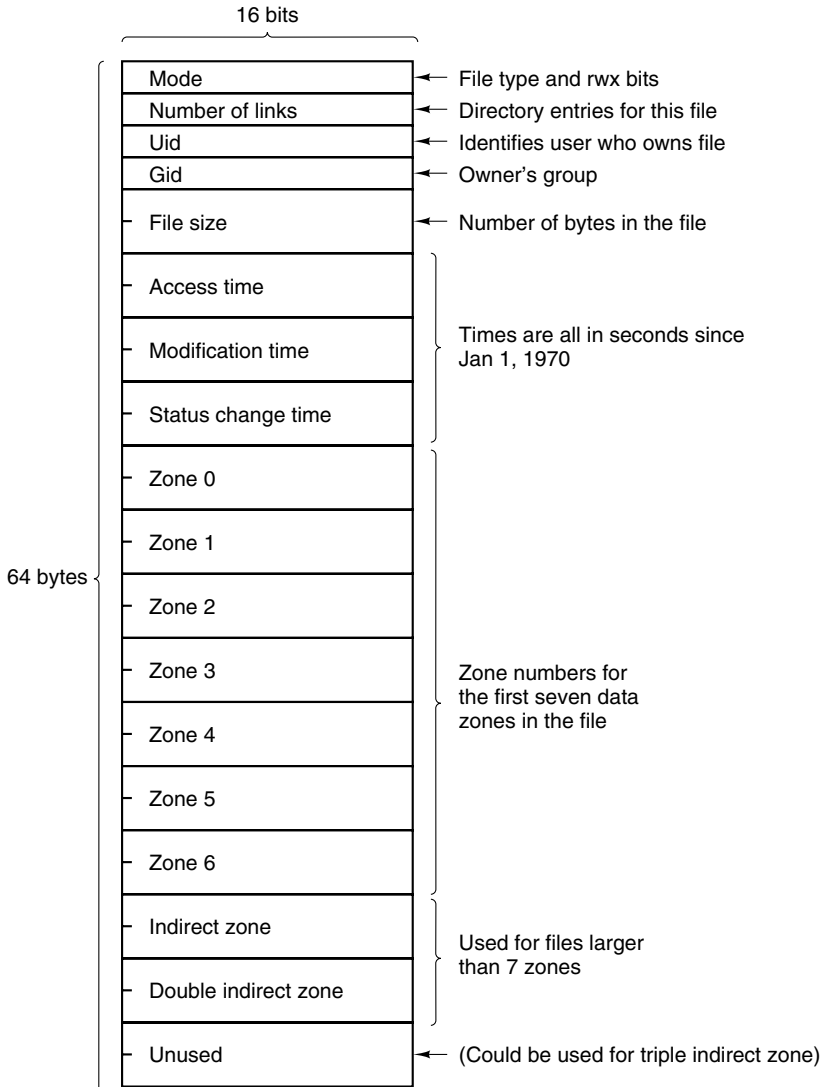 16 bits
Mode
File type and rwx bits
Number of links
Directory entries for this file
Uid
Identifies user who owns file
Gid
Owner's group
File size
Number of bytes in the file
Access time
Modification time
Status change time
Times are all in seconds since
Jan 1, 1970
64 bytes
Zone 0
Zone 1
Zone 2
Zone 3
Zone 4
Zone 5
Zone 6
Zone numbers for
the first seven data
zones in the file
Indirect zone
Double indirect zone
Used for files larger
than 7 zones
Unused
(Could be used for triple indirect zone)